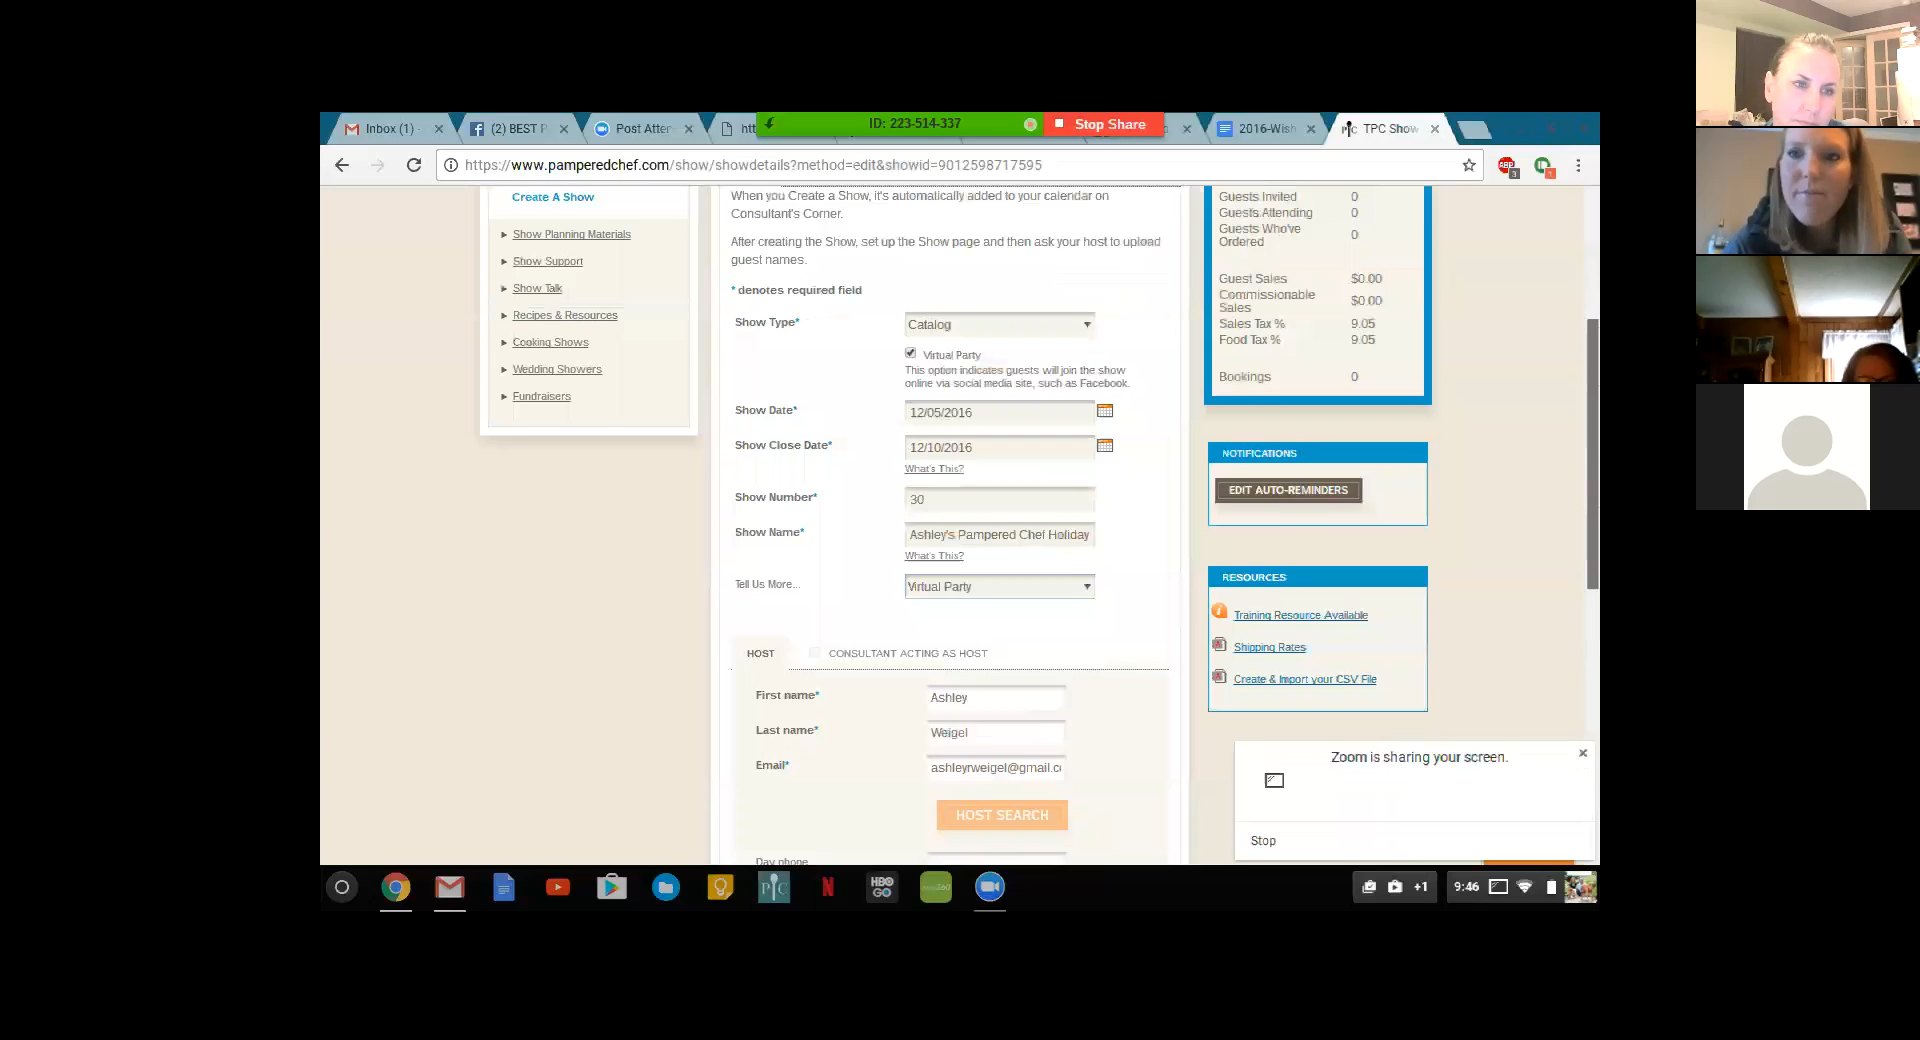 Inbox (1)
(2) BEST P
Post Atter
htt
ID: 223-514-337
Stop Share
2016-Wish
TPC Show
https://www.pamperedchef.com/show/showdetails?method=edit&showid=9012598717595
ABP
3
1
Create A Show
Show Planning Materials
Show Support
Show Talk
Recipes & Resources
Cooking Shows
Wedding Showers
Fundraisers
When you Create a Show, it's automatically added to your calendar on
Consultant's Corner.
After creating the Show, set up the Show page and then ask your host to upload
guest names.
* denotes required field
Show Type* Catalog
Virtual Party
This option indicates guests will join the show
online via social media site, such as Facebook.
Show Date* 12/05/2016
Show Close Date* 12/10/2016
What's This?
Show Number* 30
Show Name* Ashley's Pampered Chef Holiday
What's This?
Tell Us More... Virtual Party
HOST CONSULTANT ACTING AS HOST
First name* Ashley
Last name* Weigel
Email* ashleyrweigel@gmail.co
HOST SEARCH
Day phone
Guests Invited 0
Guests Attending 0
Guests Who've
Ordered 0
Guest Sales $0.00
Commissionable
Sales $0.00
Sales Tax % 9.05
Food Tax % 9.05
Bookings 0
NOTIFICATIONS
EDIT AUTO-REMINDERS
RESOURCES
Training Resource Available
Shipping Rates
Create & Import your CSV File
Zoom is sharing your screen.
Stop
P C
N
HBO
GO
+1
9:46